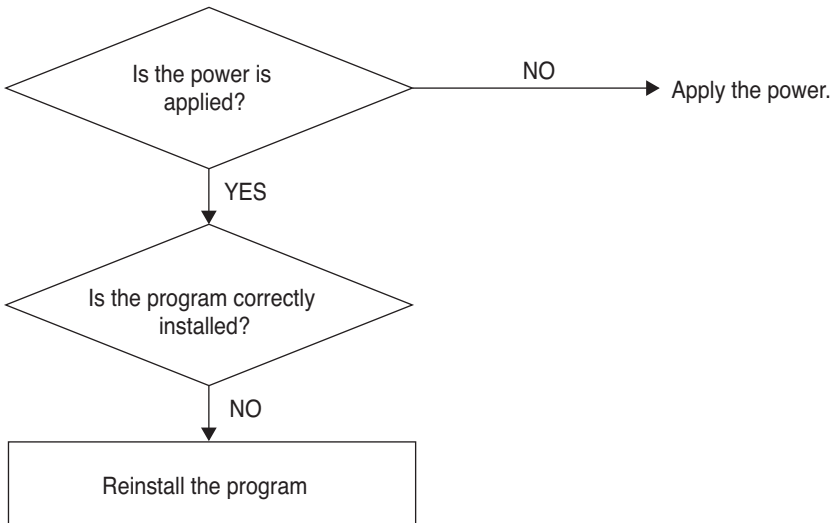 Is the power is
applied?
NO
Apply the power.
YES
Is the program correctly
installed?
NO
Reinstall the program